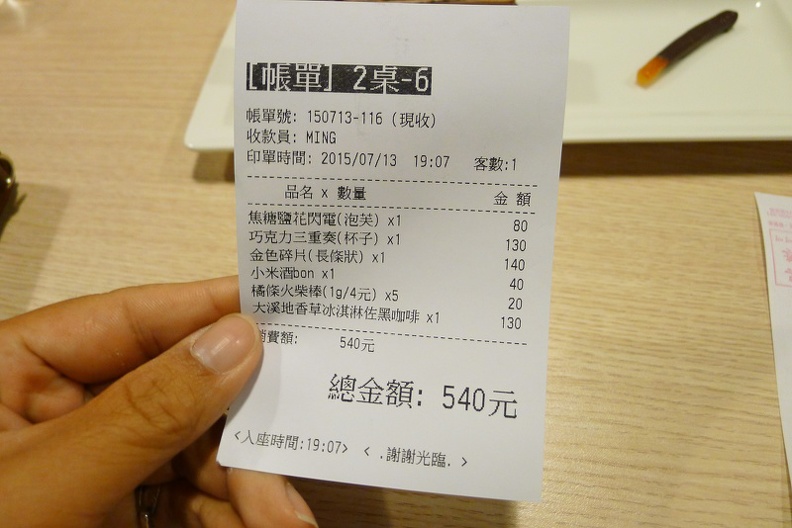 [帳單] 2桌-6
帳單號: 150713-116 (現收)
收款員: MING
印單時間: 2015/07/13 19:07 客數:1
品名 x 數量 金 額
焦糖鹽花閃電(泡芙) x1 80
巧克力三重奏(杯子) x1 130
金色碎片(長條狀) x1 140
小米酒bon x1 40
橘條火柴棒(1g/4元) x5 20
大溪地香草冰淇淋佐黑咖啡 x1 130
消費額: 540元
總金額: 540元
<入座時間:19:07> < .謝謝光臨. >